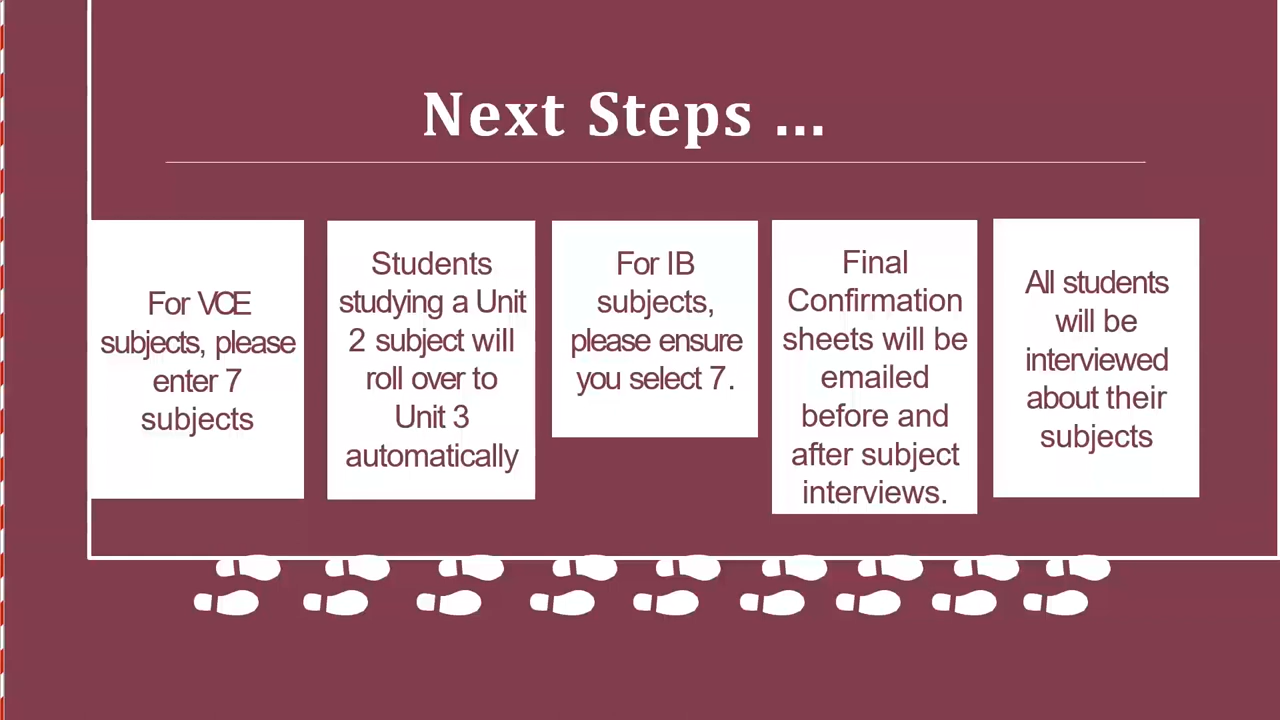 Next Steps ...
For VCE
subjects, please
enter 7
subjects
Students
studying a Unit
2 subject will
roll over to
Unit 3
automatically
For IB
subjects,
please ensure
you select 7.
Final
Confirmation
sheets will be
emailed
before and
after subject
interviews.
All students
will be
interviewed
about their
subjects